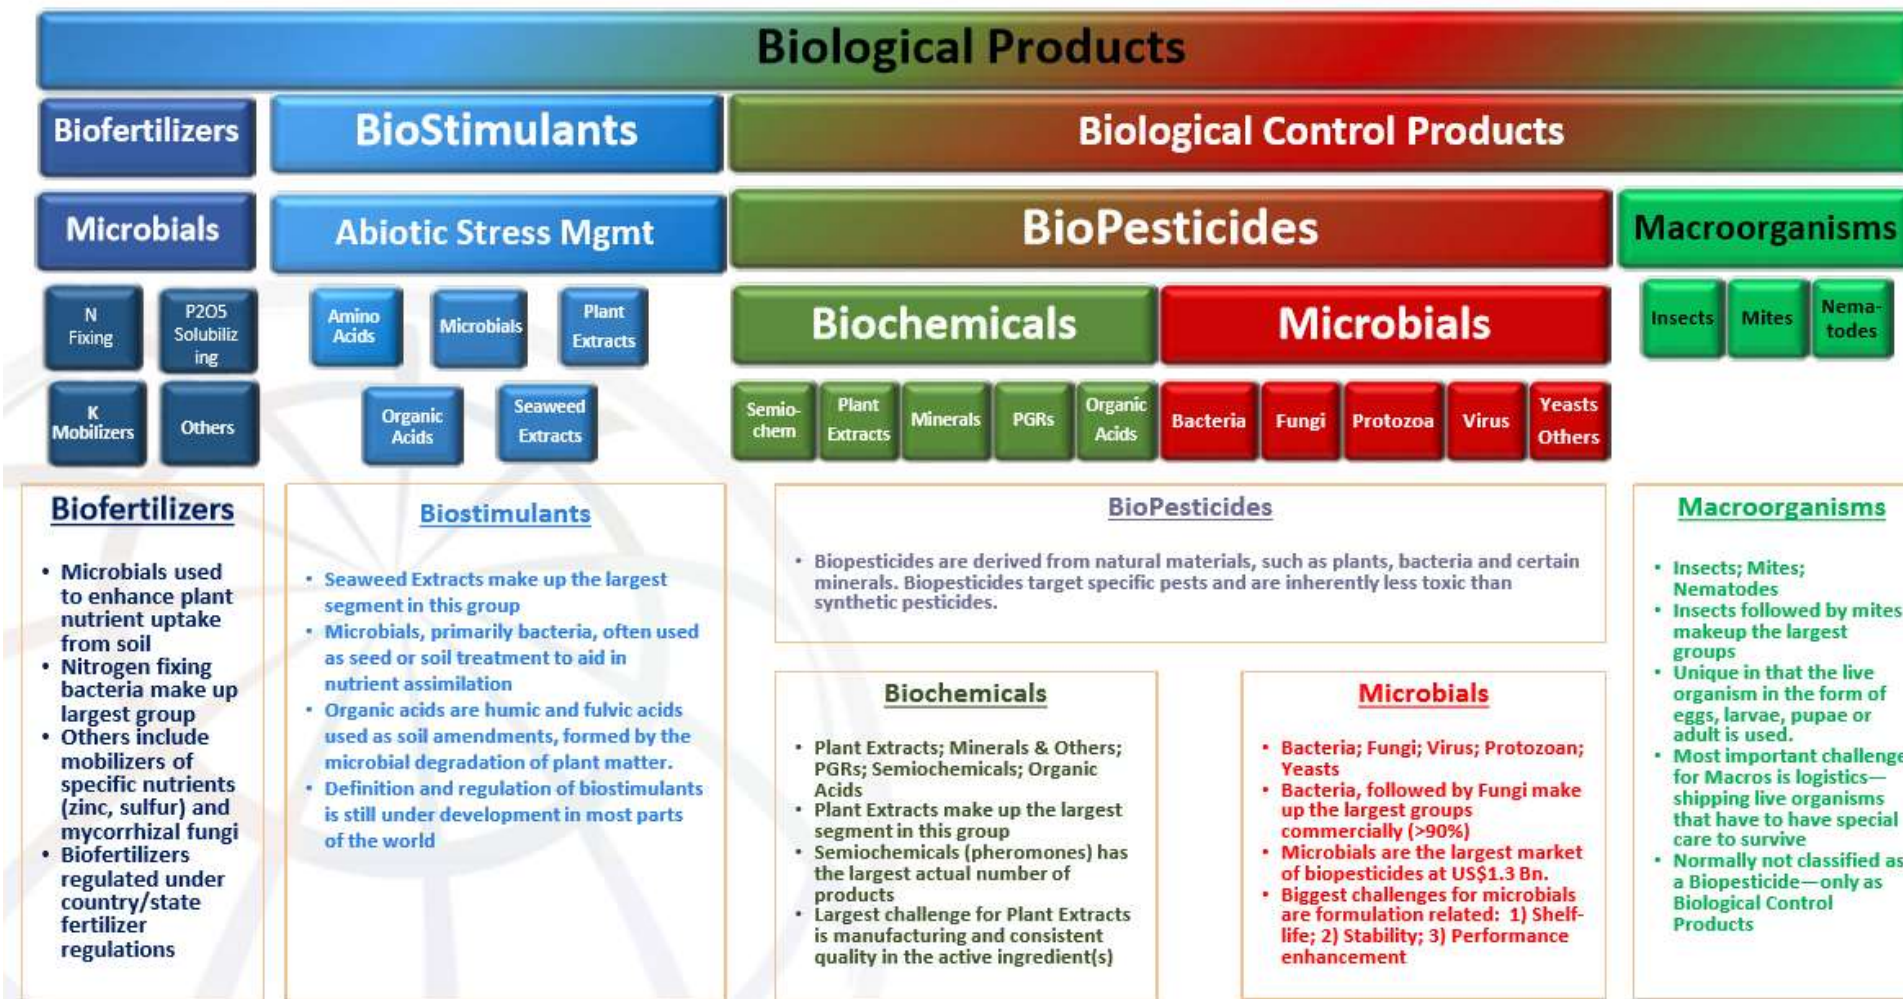 Biological Products
Biofertilizers
BioStimulants
Biological Control Products
Microbials
Abiotic Stress Mgmt
BioPesticides
Macroorganisms
N
Fixing
P2O5
Solubiliz
ing
Amino
Acids
Microbials
Plant
Extracts
Biochemicals
Microbials
Insects
Mites
Nema-
todes
K
Mobilizers
Others
Organic
Acids
Seaweed
Extracts
Semio-
chem
Plant
Extracts
Minerals
PGRs
Organic
Acids
Bacteria
Fungi
Protozoa
Virus
Yeasts
Others
Biofertilizers
• Microbials used
to enhance plant
nutrient uptake
from soil
• Nitrogen fixing
bacteria make up
largest group
• Others include
mobilizers of
specific nutrients
(zinc, sulfur) and
mycorrhizal fungi
• Biofertilizers
regulated under
country/state
fertilizer
regulations
Biostimulants
• Seaweed Extracts make up the largest
segment in this group
• Microbials, primarily bacteria, often used
as seed or soil treatment to aid in
nutrient assimilation
• Organic acids are humic and fulvic acids
used as soil amendments, formed by the
microbial degradation of plant matter.
• Definition and regulation of biostimulants
is still under development in most parts
of the world
BioPesticides
• Biopesticides are derived from natural materials, such as plants, bacteria and certain
minerals. Biopesticides target specific pests and are inherently less toxic than
synthetic pesticides.
Biochemicals
• Plant Extracts; Minerals & Others;
PGRs; Semiochemicals; Organic
Acids
• Plant Extracts make up the largest
segment in this group
• Semiochemicals (pheromones) has
the largest actual number of
products
• Largest challenge for Plant Extracts
is manufacturing and consistent
quality in the active ingredient(s)
Microbials
• Bacteria; Fungi; Virus; Protozoan;
Yeasts
• Bacteria, followed by Fungi make
up the largest groups
commercially (>90%)
• Microbials are the largest market
of biopesticides at US$1.3 Bn.
• Biggest challenges for microbials
are formulation related: 1) Shelf-
life; 2) Stability; 3) Performance
enhancement
Macroorganisms
• Insects; Mites;
Nematodes
• Insects followed by mites
makeup the largest
groups
• Unique in that the live
organism in the form of
eggs, larvae, pupae or
adult is used.
• Most important challenge
for Macros is logistics—
shipping live organisms
that have to have special
care to survive
• Normally not classified as
a Biopesticide—only as
Biological Control
Products